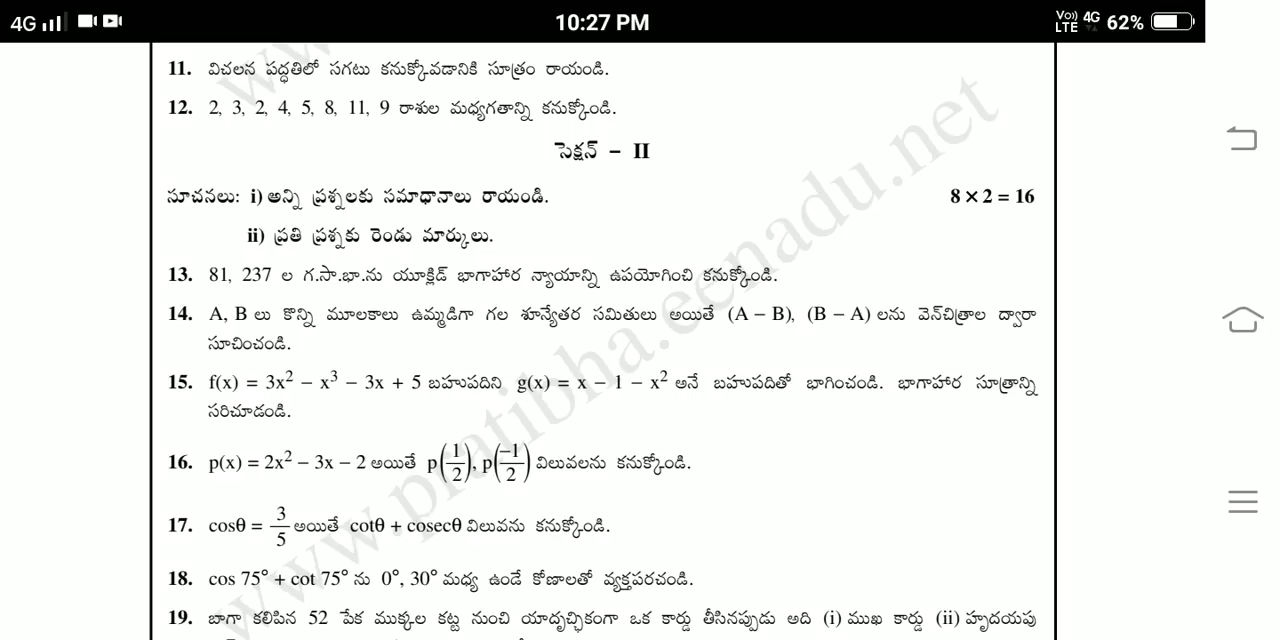 4G 10:27 PM Vo)) LTE 4G 62%
11. విచలన పద్ధతిలో సగటు కనుక్కోవడానికి సూత్రం రాయండి.
12. 2, 3, 2, 4, 5, 8, 11, 9 రాశుల మధ్యగతాన్ని కనుక్కోండి.
సెక్షన్ – II
సూచనలు: i) అన్ని ప్రశ్నలకు సమాధానాలు రాయండి. 8 × 2 = 16
ii) ప్రతి ప్రశ్నకు రెండు మార్కులు.
13. 81, 237 ల గ.సా.భా.ను యూక్లిడ్ భాగాహార న్యాయాన్ని ఉపయోగించి కనుక్కోండి.
14. A, B లు కొన్ని మూలకాలు ఉమ్మడిగా గల శూన్యేతర సమితులు అయితే (A – B), (B – A) లను వెన్‌చిత్రాల ద్వారా
సూచించండి.
15. f(x) = 3x² – x³ – 3x + 5 బహుపదిని g(x) = x – 1 – x² అనే బహుపదితో భాగించండి. భాగాహార సూత్రాన్ని
సరిచూడండి.
16. p(x) = 2x² – 3x – 2 అయితే p(1/2), p(–1/2) విలువలను కనుక్కోండి.
17. cosθ = 3/5 అయితే cotθ + cosecθ విలువను కనుక్కోండి.
18. cos 75° + cot 75° ను 0°, 30° మధ్య ఉండే కోణాలతో వ్యక్తపరచండి.
19. బాగా కలిపిన 52 పేక ముక్కల కట్ట నుంచి యాదృచ్ఛికంగా ఒక కార్డు తీసినప్పుడు అది (i) ముఖ కార్డు (ii) హృదయపు
www.pratibha.eenadu.net